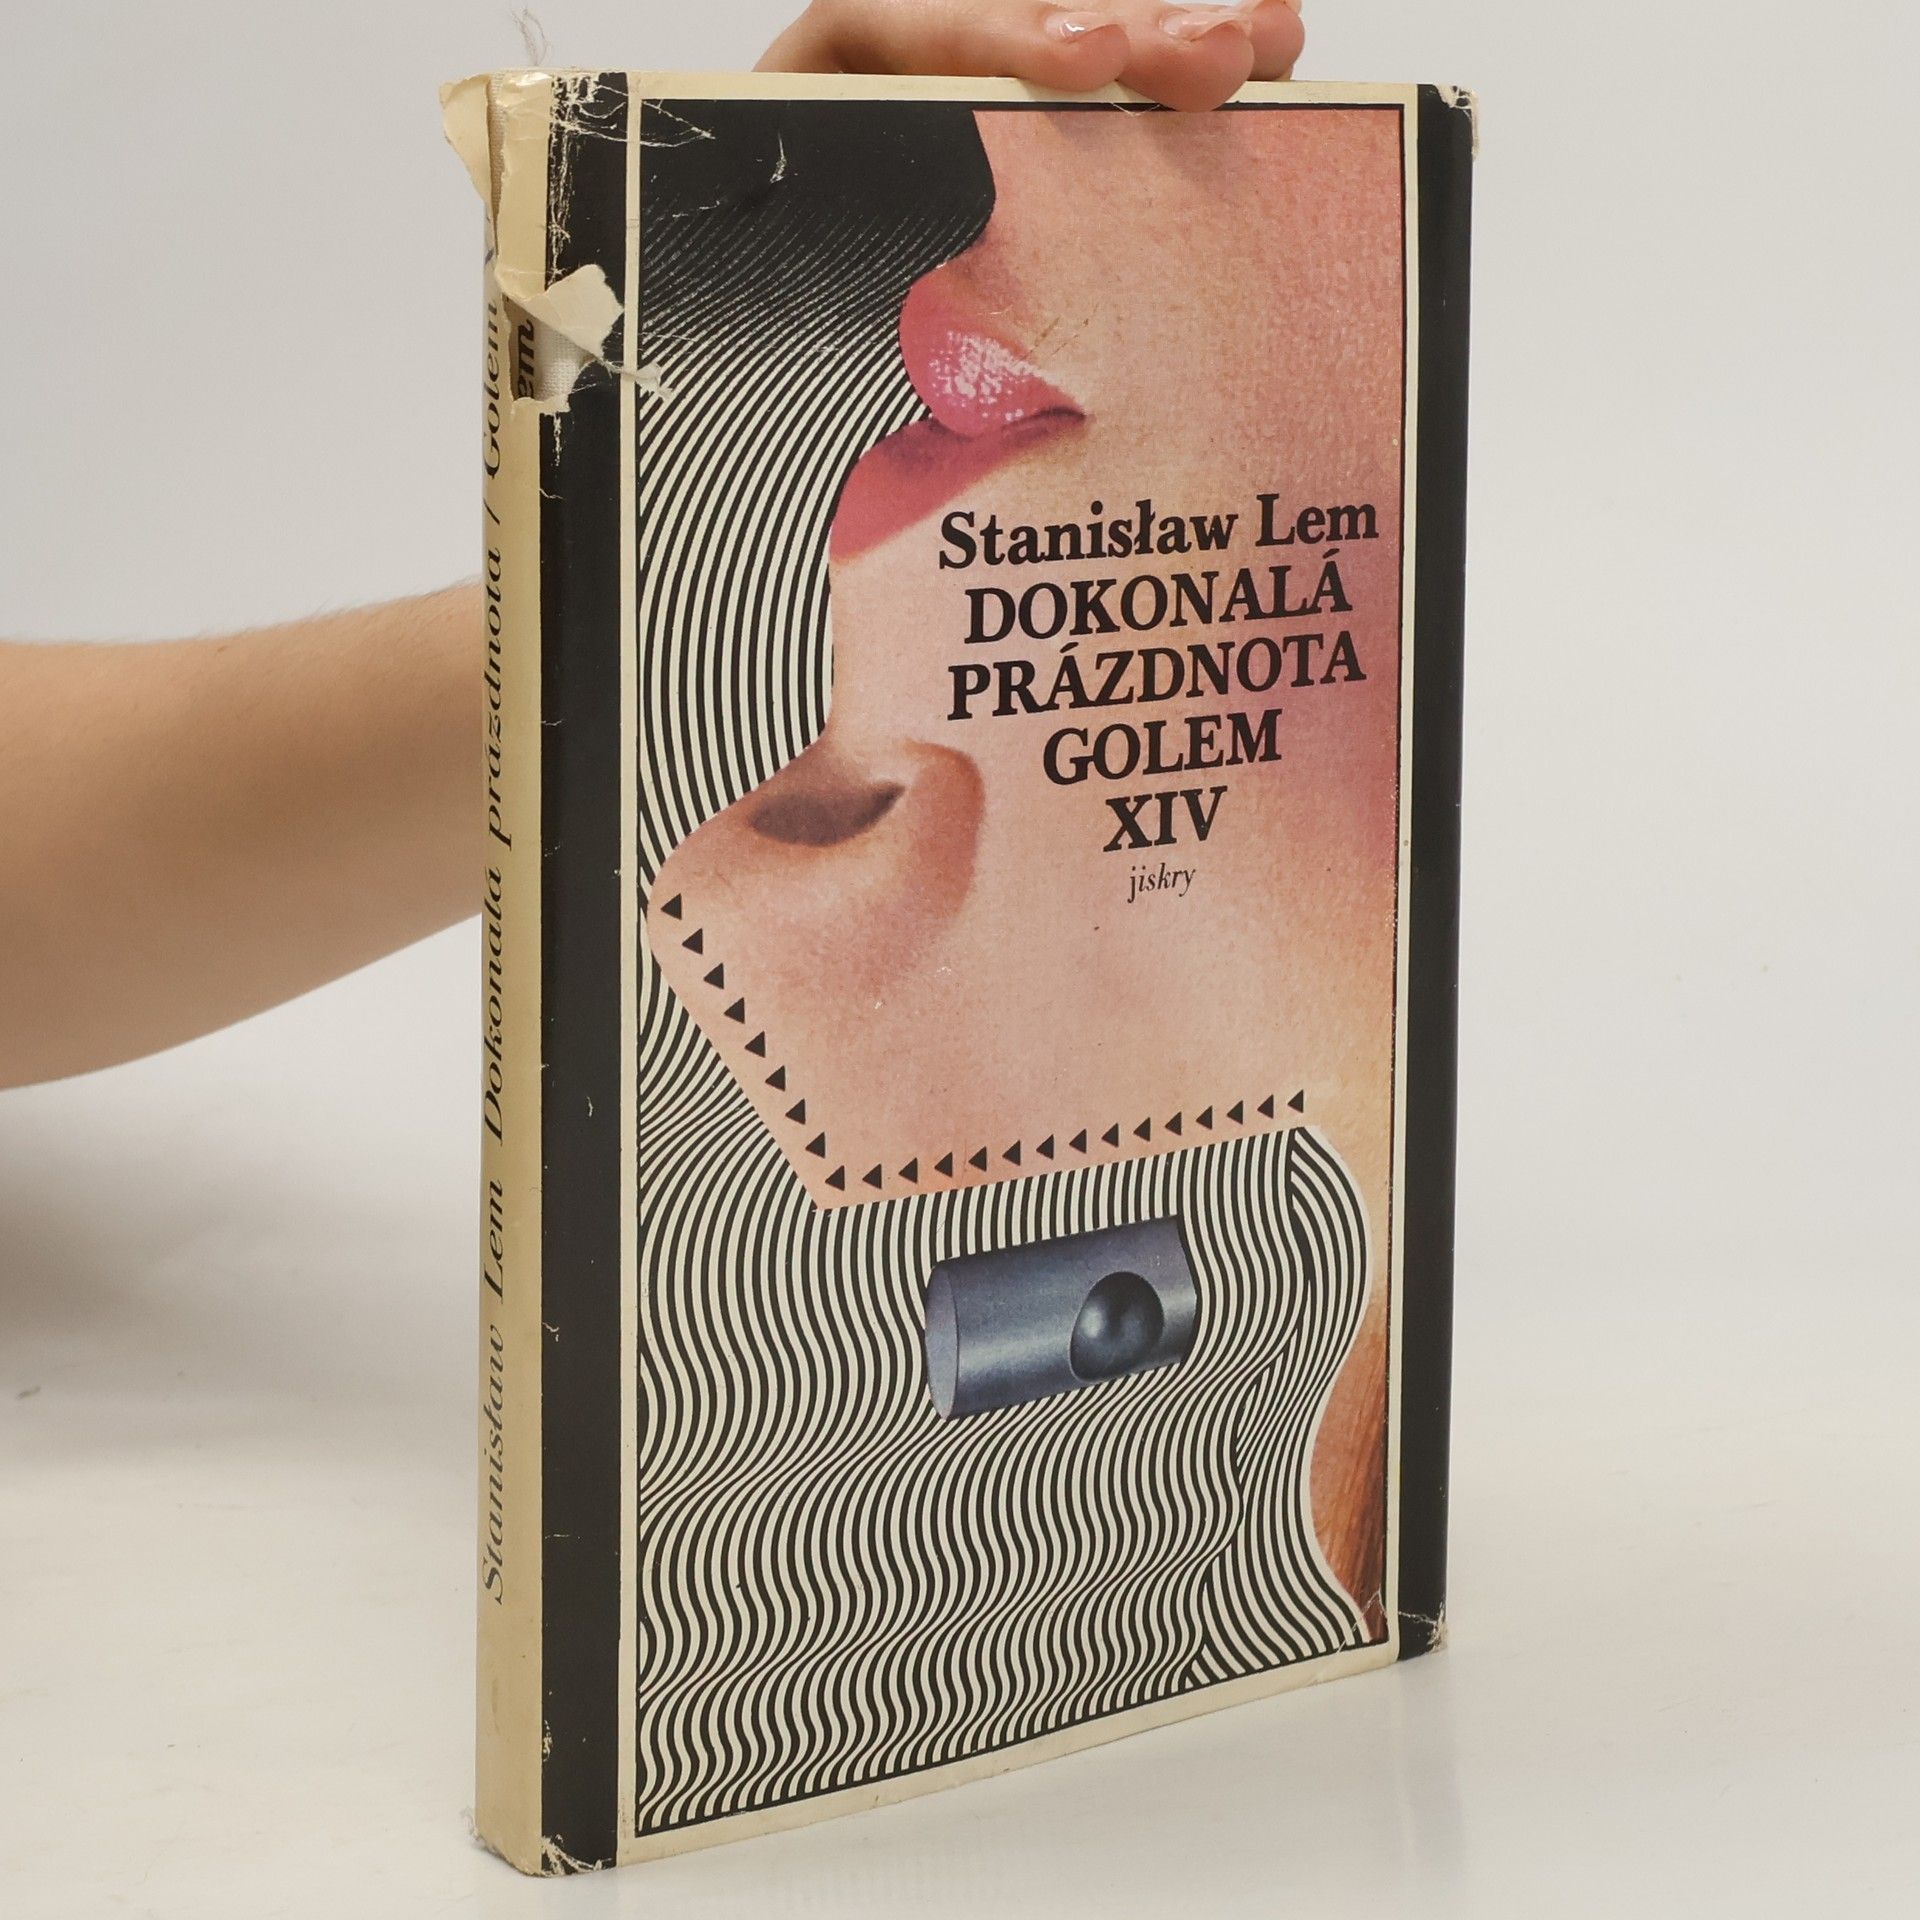 Stanisław Lem
DOKONALÁ
PRÁZDNOTA
GOLEM
XIV
jiskry
Stanisław Lem Dokonalá prázdnota / Golem